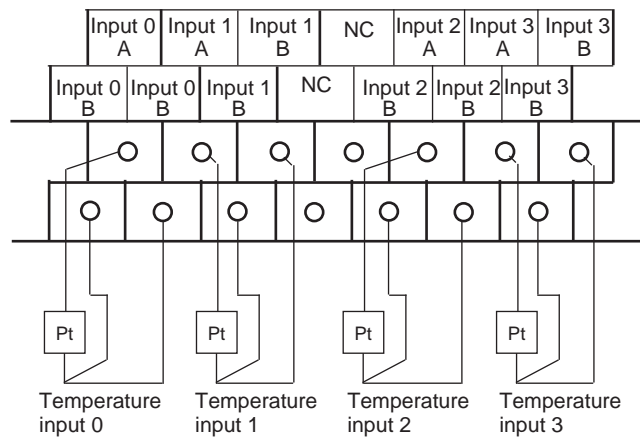 Input 0 Input 1 Input 1 NC Input 2 Input 3 Input 3
A A B A A B
Input 0 Input 0 Input 1 NC Input 2 Input 2 Input 3
B B B B B B
Pt Pt Pt Pt
Temperature Temperature Temperature Temperature
input 0 input 1 input 2 input 3